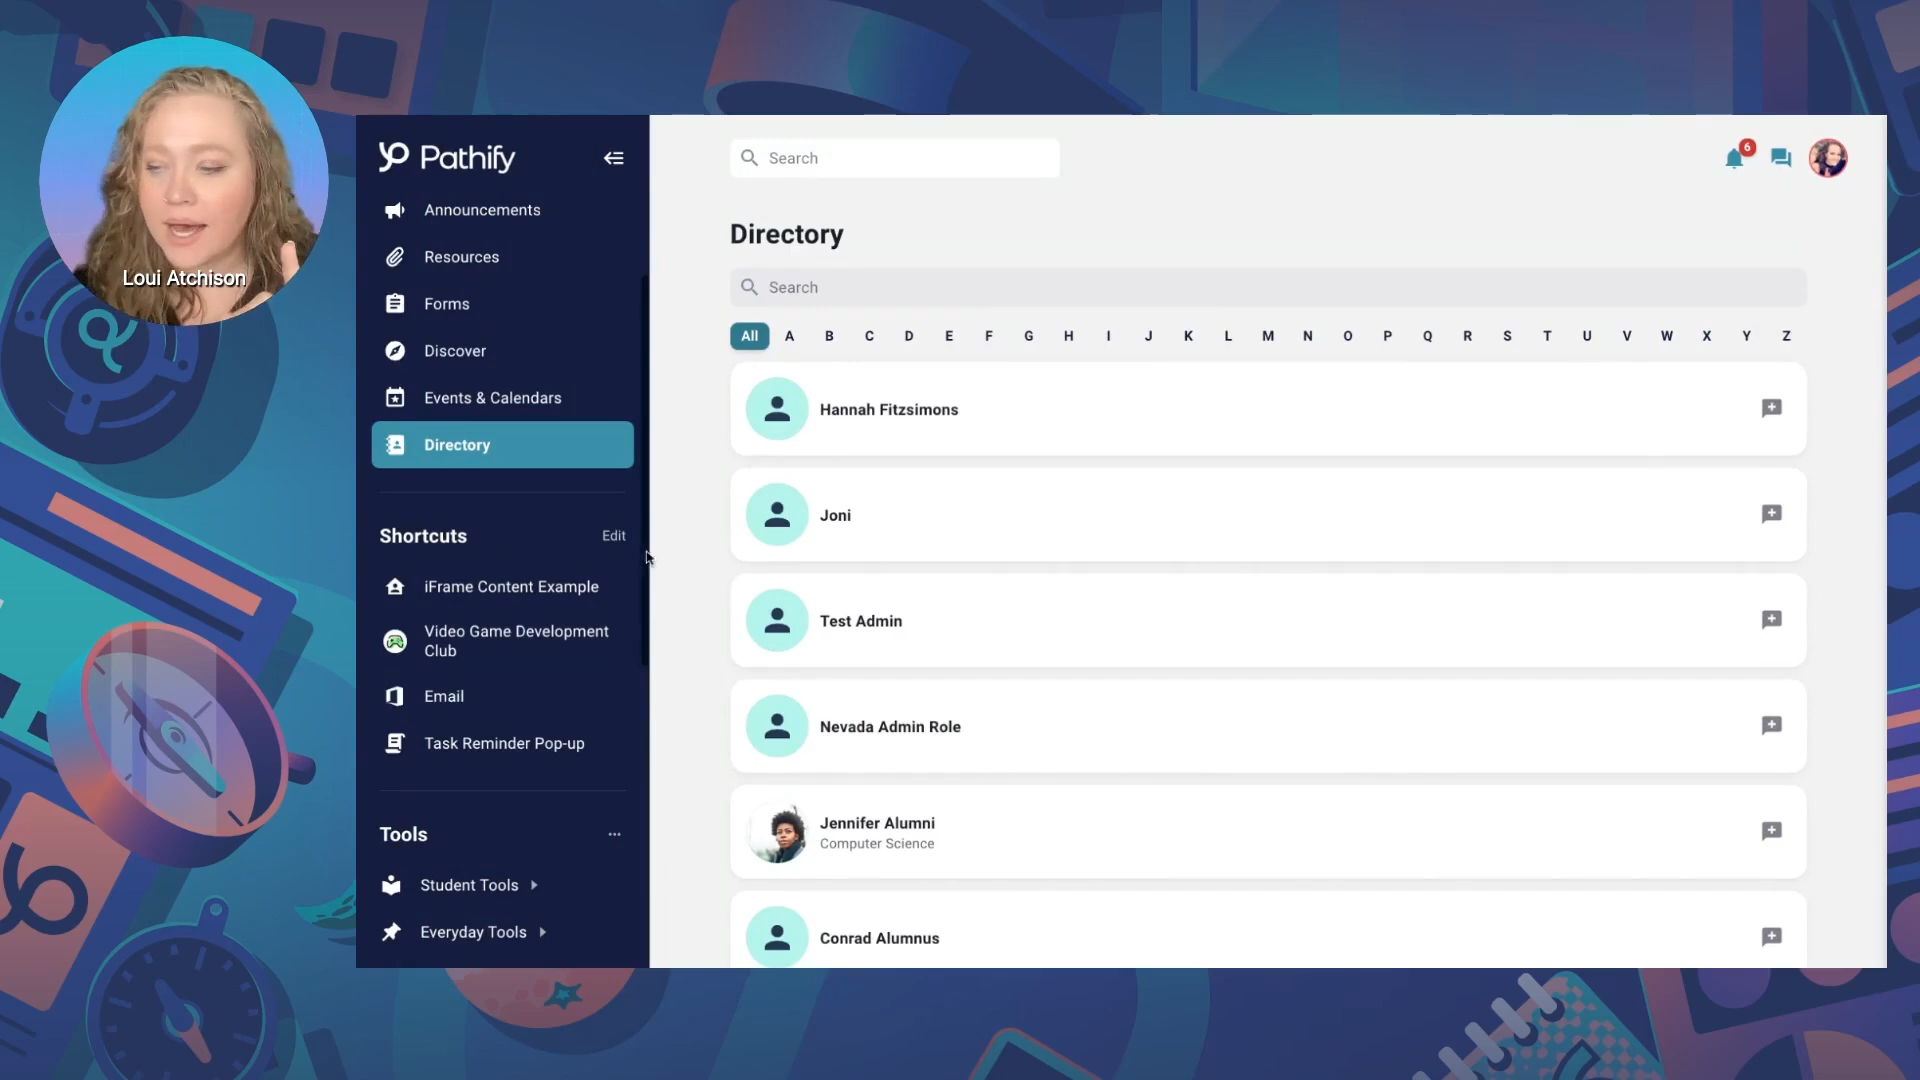 Loui Atchison
Pathify
Announcements
Resources
Forms
Discover
Events & Calendars
Directory
Shortcuts
Edit
iFrame Content Example
Video Game Development
Club
Email
Task Reminder Pop-up
Tools
Student Tools
Everyday Tools
Search
6
Directory
Search
All A B C D E F G H I J K L M N O P Q R S T U V W X Y Z
Hannah Fitzsimons
Joni
Test Admin
Nevada Admin Role
Jennifer Alumni
Computer Science
Conrad Alumnus